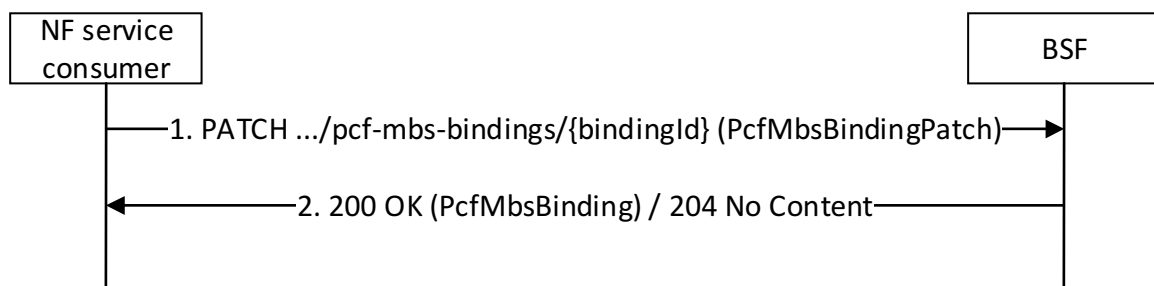 NF service
consumer
BSF
1. PATCH .../pcf-mbs-bindings/{bindingId} (PcfMbsBindingPatch)
2. 200 OK (PcfMbsBinding) / 204 No Content